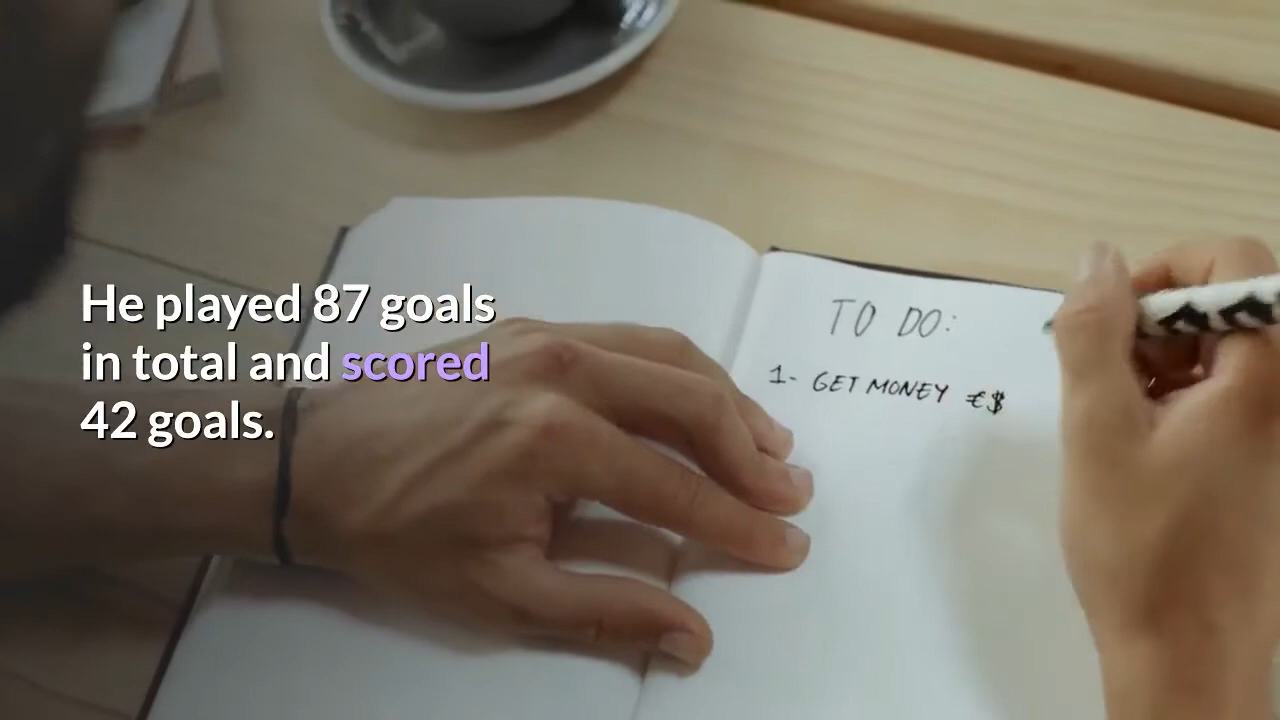 He played 87 goals
in total and scored
42 goals.
TO DO:
1- GET MONEY €$